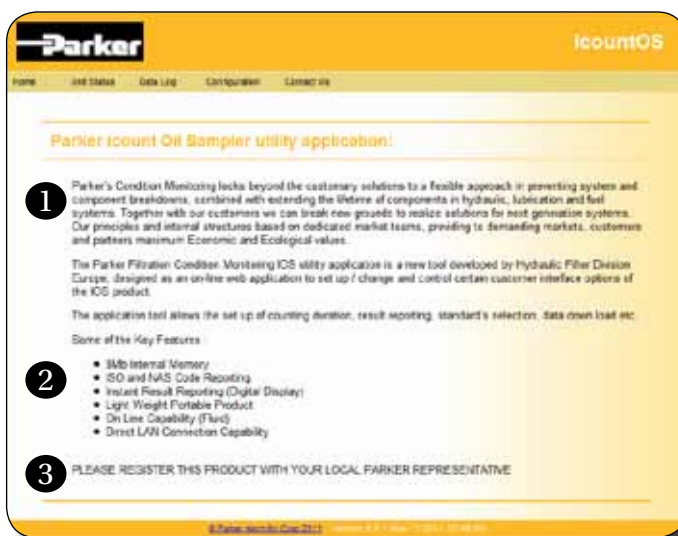 Parker
IcountOS
Home Unit Status Data Log Configuration Contact Us
Parker Icount Oil Sampler utility application:
1
Parker's Condition Monitoring looks beyond the customary solutions to a flexible approach in preventing system and
component breakdowns, combined with extending the lifetime of components in hydraulic, lubrication and fuel
systems. Together with our customers we can break new grounds to realize solutions for next generation systems.
Our principles and internal structures based on dedicated market teams, providing to demanding markets, customers
and partners maximum Economic and Ecological values.
The Parker Filtration Condition Monitoring IOS utility application is a new tool developed by Hydraulic Filter Division
Europe, designed as an on-line web application to set up / change and control certain customer interface options of
the IOS product.
The application tool allows the set up of counting duration, result reporting, standard's selection, data down load etc.
Some of the Key Features
2
• Internal Memory
• ISO and NAS Code Reporting
• Instant Result Reporting (Digital Display)
• Light Weight Portable Product
• On Line Capability (Fluid)
• Direct LAN Connection Capability
3
PLEASE REGISTER THIS PRODUCT WITH YOUR LOCAL PARKER REPRESENTATIVE
© Parker Hannifin Corp 2011